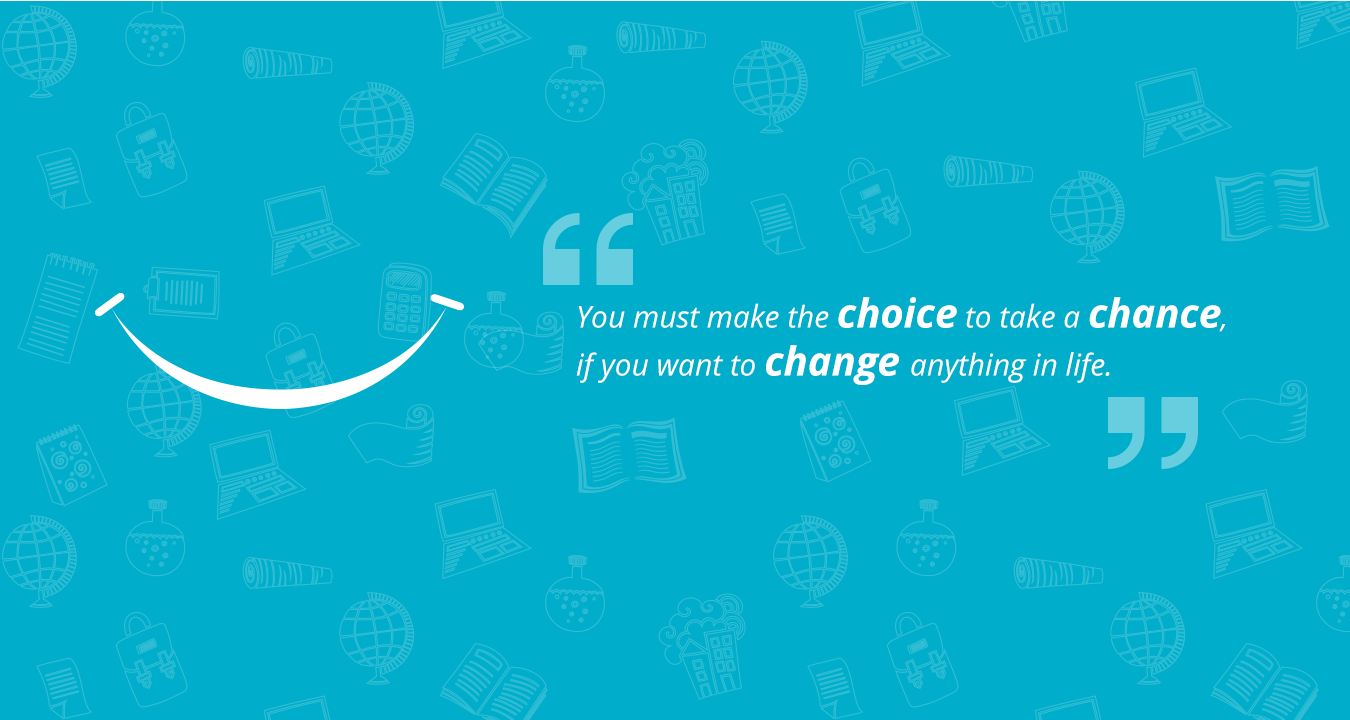 You must make the choice to take a chance,
if you want to change anything in life.